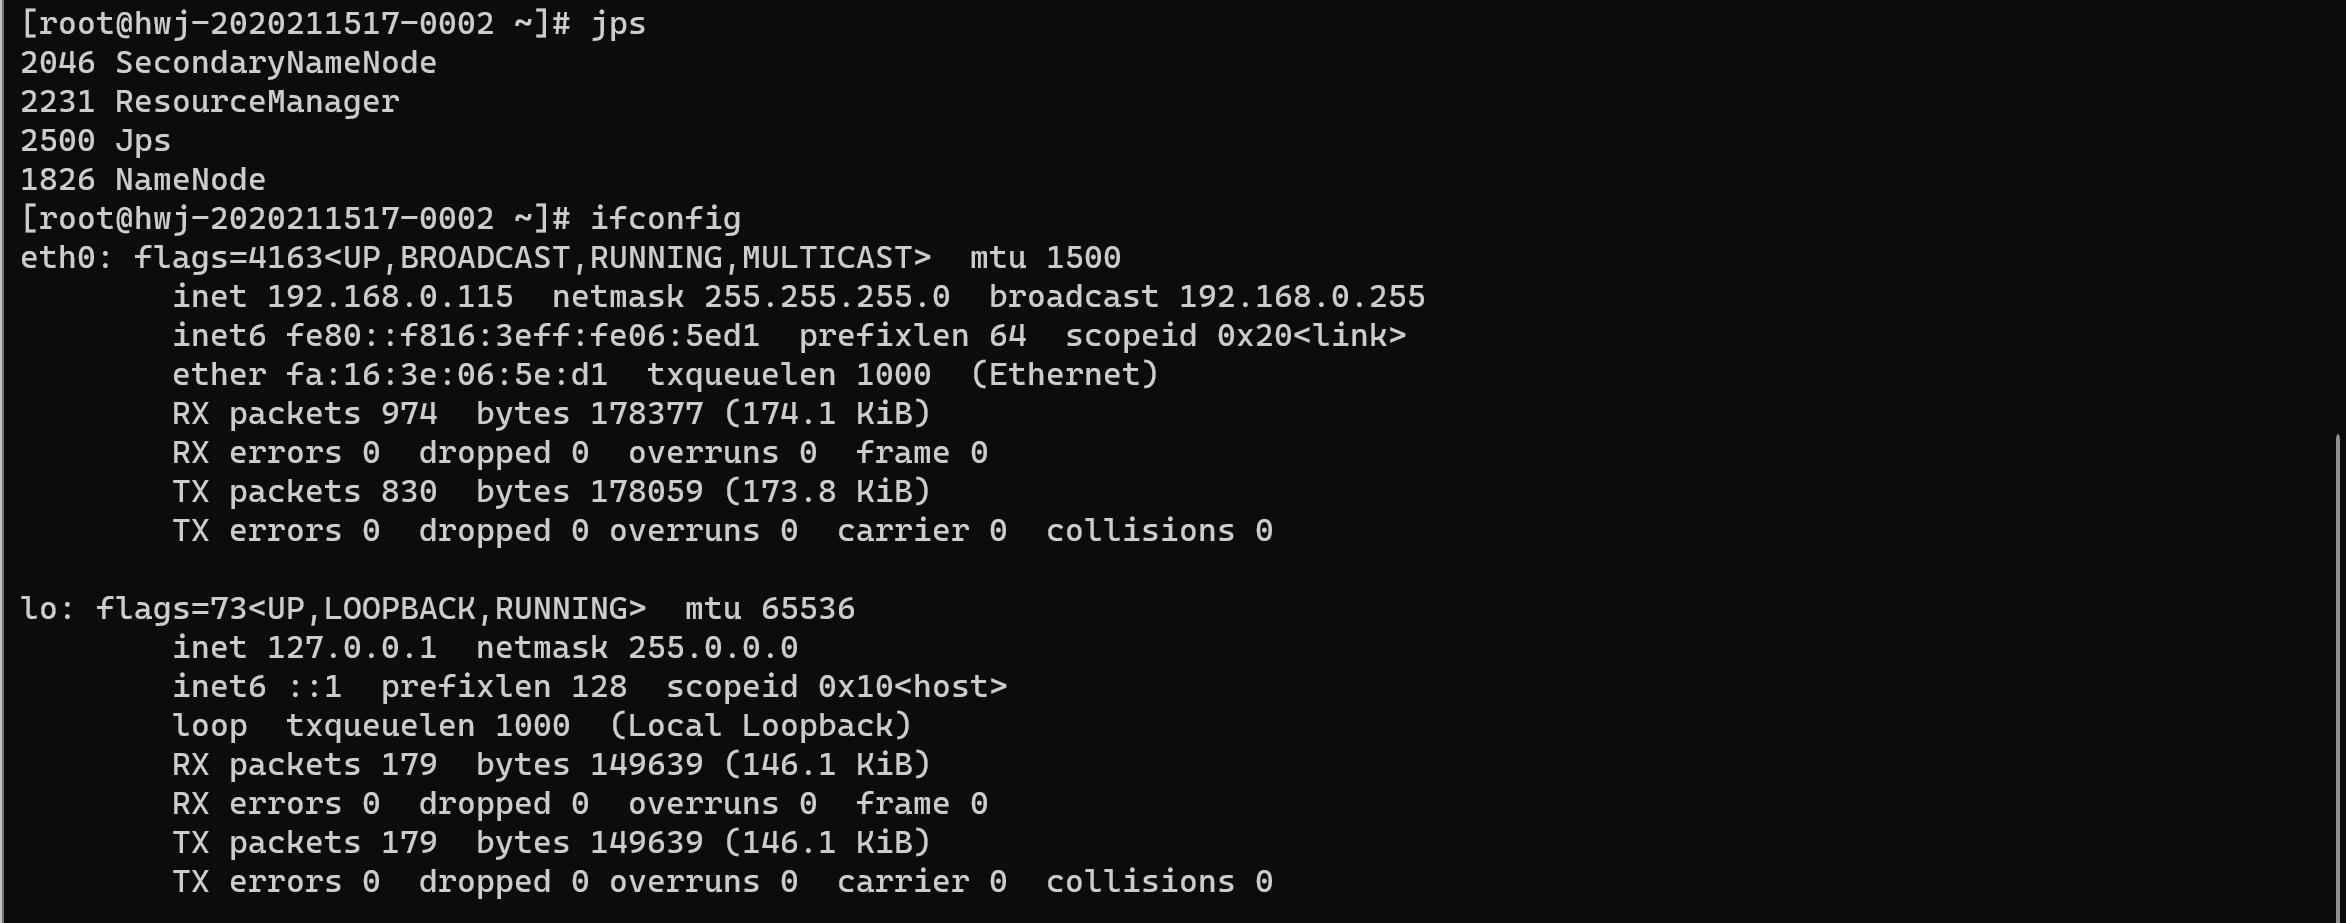 [root@hwj-2020211517-0002 ~]# jps
2046 SecondaryNameNode
2231 ResourceManager
2500 Jps
1826 NameNode
[root@hwj-2020211517-0002 ~]# ifconfig
eth0: flags=4163<UP,BROADCAST,RUNNING,MULTICAST>  mtu 1500
        inet 192.168.0.115  netmask 255.255.255.0  broadcast 192.168.0.255
        inet6 fe80::f816:3eff:fe06:5ed1  prefixlen 64  scopeid 0x20<link>
        ether fa:16:3e:06:5e:d1  txqueuelen 1000  (Ethernet)
        RX packets 974  bytes 178377 (174.1 KiB)
        RX errors 0  dropped 0  overruns 0  frame 0
        TX packets 830  bytes 178059 (173.8 KiB)
        TX errors 0  dropped 0 overruns 0  carrier 0  collisions 0

lo: flags=73<UP,LOOPBACK,RUNNING>  mtu 65536
        inet 127.0.0.1  netmask 255.0.0.0
        inet6 ::1  prefixlen 128  scopeid 0x10<host>
        loop  txqueuelen 1000  (Local Loopback)
        RX packets 179  bytes 149639 (146.1 KiB)
        RX errors 0  dropped 0  overruns 0  frame 0
        TX packets 179  bytes 149639 (146.1 KiB)
        TX errors 0  dropped 0 overruns 0  carrier 0  collisions 0